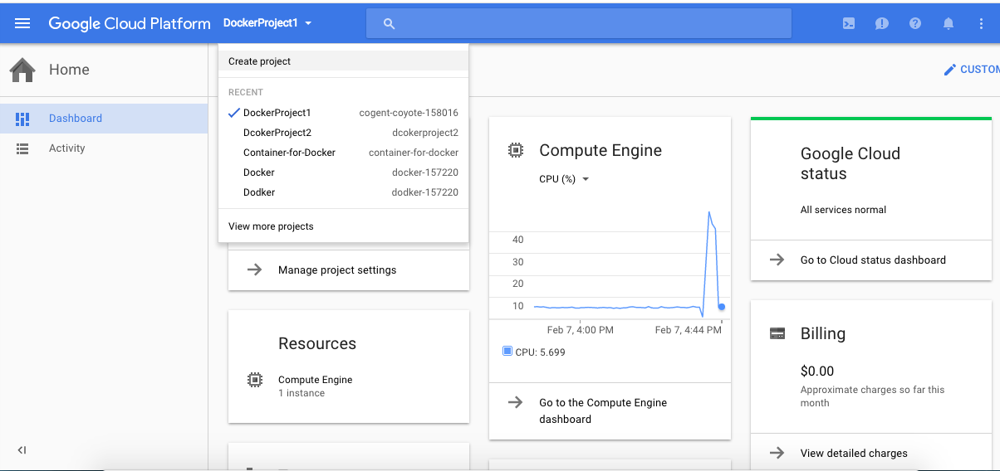 Google Cloud Platform DockerProject1
Home
Dashboard
Activity
Create project
RECENT
DockerProject1 cogent-coyote-158016
DcokerProject2 dcokerproject2
Container-for-Docker container-for-docker
Docker docker-157220
Dodker dodker-157220
View more projects
Manage project settings
Resources
Compute Engine
1 instance
Compute Engine
CPU (%)
40
30
20
10
Feb 7, 4:00 PM Feb 7, 4:44 PM
CPU: 5.699
Go to the Compute Engine
dashboard
CUSTOM
Google Cloud
status
All services normal
Go to Cloud status dashboard
Billing
$0.00
Approximate charges so far this
month
View detailed charges